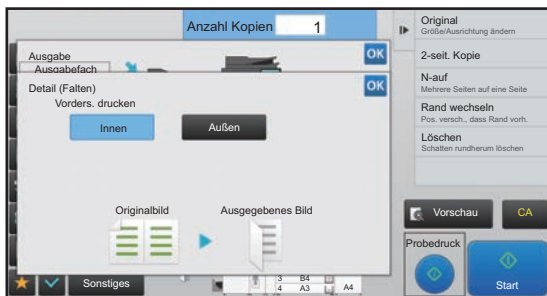 Anzahl Kopien 1
Ausgabe
Ausgabefach
OK
Detail (Falten)
OK
Vorders. drucken
Innen
Außen
Originalbild
Ausgegebenes Bild
Sonstiges
3 B4
4 A3
A4
Original
Größe/Ausrichtung ändern
2-seit. Kopie
N-auf
Mehrere Seiten auf eine Seite
Rand wechseln
Pos. versch., dass Rand vorh.
Löschen
Schatten rundherum löschen
Vorschau
CA
Probedruck
Start